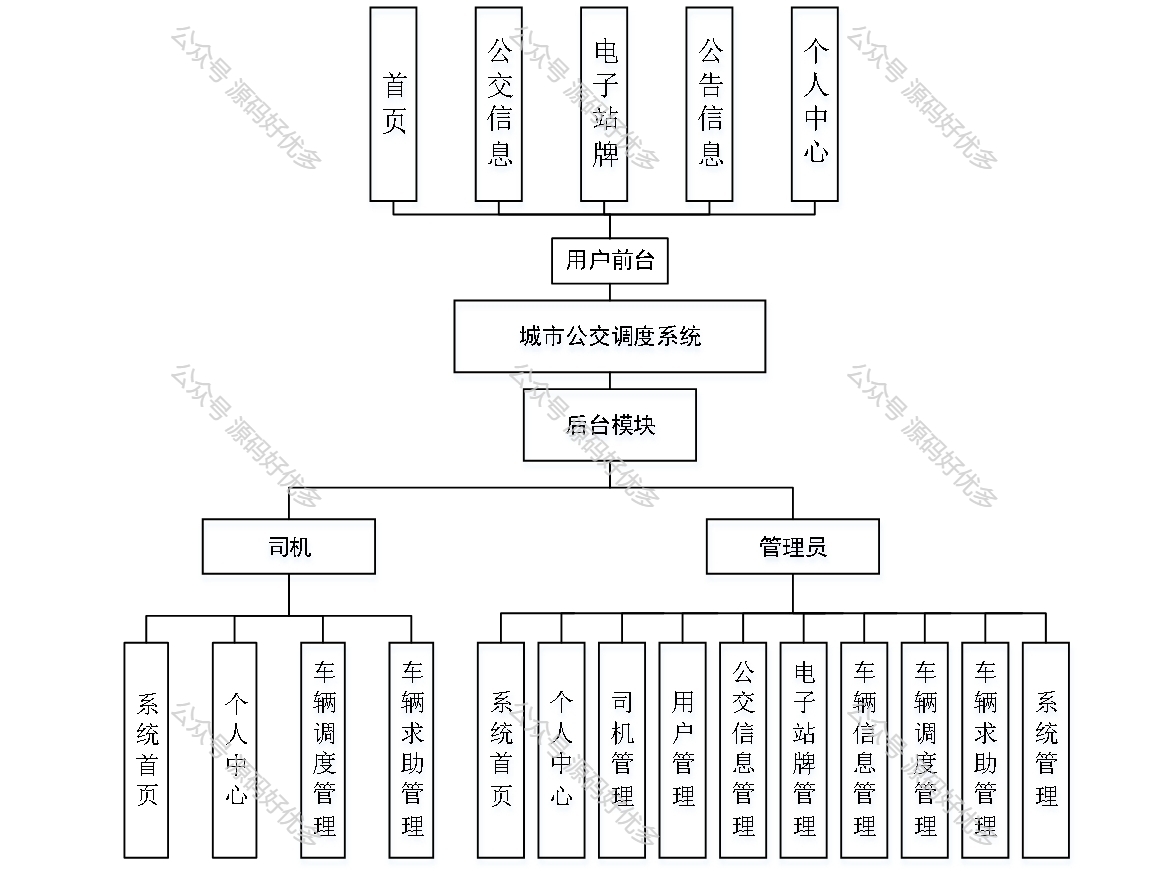 首页
公交信息
电子站牌
公告信息
个人中心
用户前台
城市公交调度系统
后台模块
司机
管理员
系统首页
个人中心
车辆调度管理
车辆求助管理
系统首页
个人中心
司机管理
用户管理
公交信息管理
电子站牌管理
车辆信息管理
车辆调度管理
车辆求助管理
系统管理
公众号 源码好优多
公众号 源码好优多
公众号 源码好优多
公众号 源码好优多
公众号 源码好优多
公众号 源码好优多
公众号 源码好优多
公众号 源码好优多
公众号 源码好优多